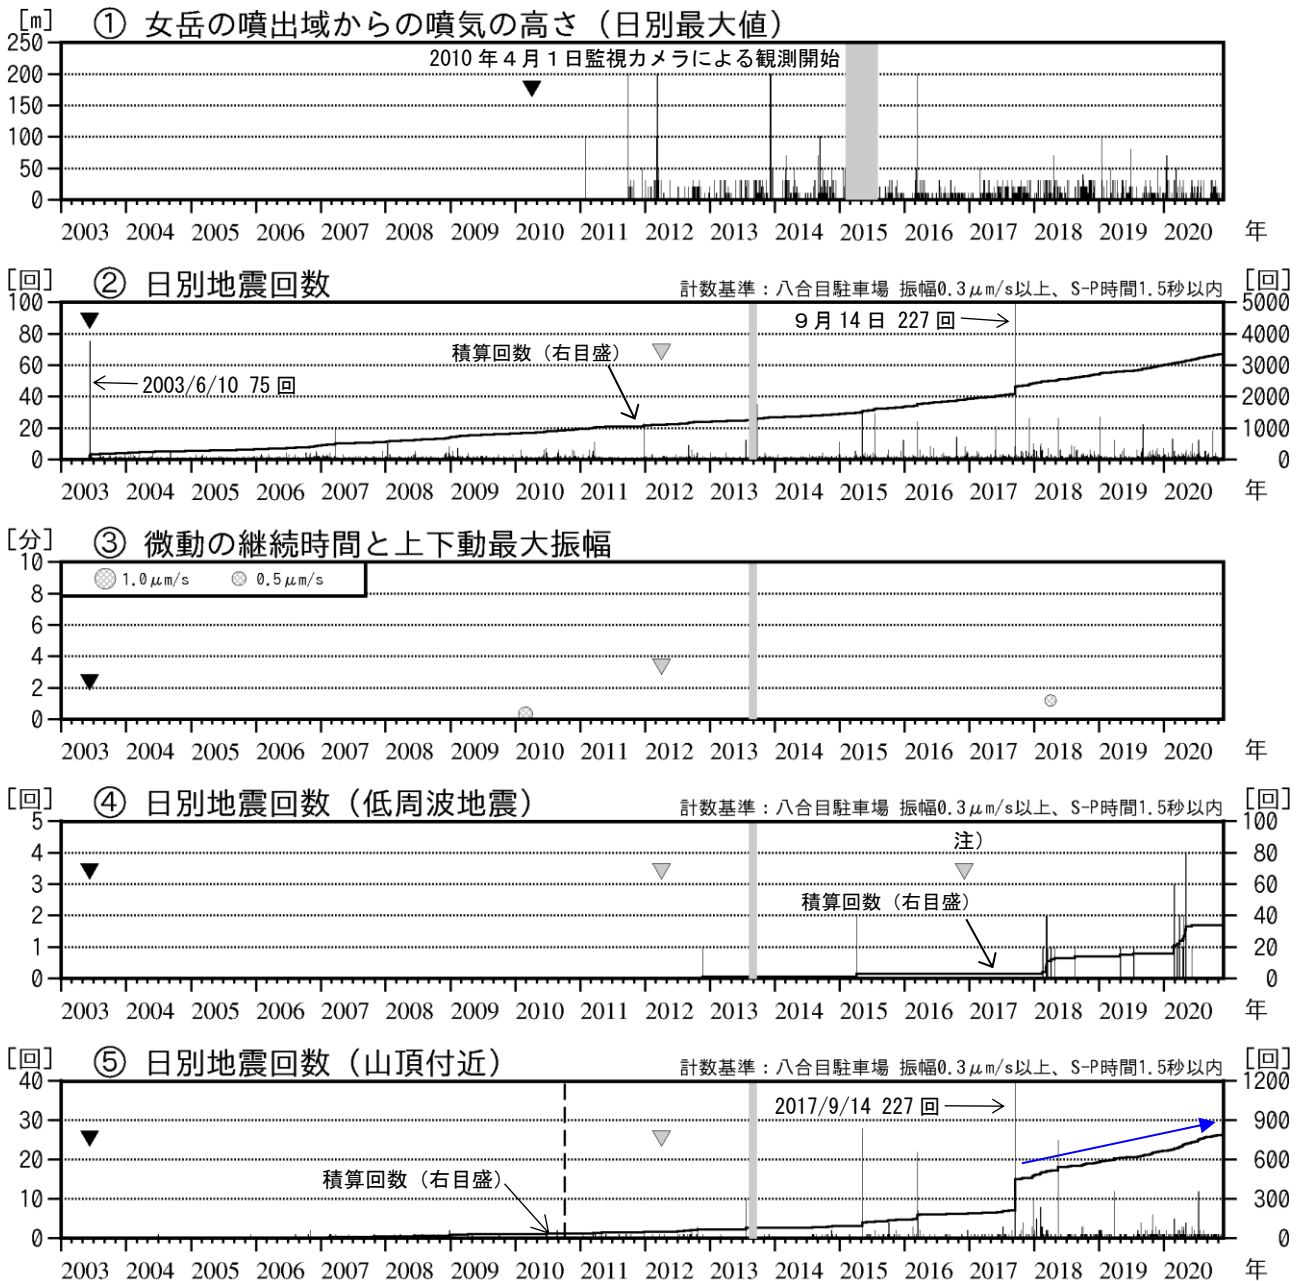 [m] ① 女岳の噴出域からの噴気の高さ（日別最大値）
250
2010年4月1日監視カメラによる観測開始
200
150
100
50
0
2003 2004 2005 2006 2007 2008 2009 2010 2011 2012 2013 2014 2015 2016 2017 2018 2019 2020 年
[回] ② 日別地震回数 計数基準：八合目駐車場 振幅0.3μm/s以上、S-P時間1.5秒以内 [回]
100 5000
9月14日 227回
80 4000
積算回数（右目盛）
60 3000
2003/6/10 75回
40 2000
20 1000
0 0
2003 2004 2005 2006 2007 2008 2009 2010 2011 2012 2013 2014 2015 2016 2017 2018 2019 2020 年
[分] ③ 微動の継続時間と上下動最大振幅
10
1.0μm/s 0.5μm/s
8
6
4
2
0
2003 2004 2005 2006 2007 2008 2009 2010 2011 2012 2013 2014 2015 2016 2017 2018 2019 2020 年
[回] ④ 日別地震回数（低周波地震） 計数基準：八合目駐車場 振幅0.3μm/s以上、S-P時間1.5秒以内 [回]
5 100
注）
4 80
3 60
積算回数（右目盛）
2 40
1 20
0 0
2003 2004 2005 2006 2007 2008 2009 2010 2011 2012 2013 2014 2015 2016 2017 2018 2019 2020 年
[回] ⑤ 日別地震回数（山頂付近） 計数基準：八合目駐車場 振幅0.3μm/s以上、S-P時間1.5秒以内 [回]
40 1200
2017/9/14 227回
30 900
20 600
積算回数（右目盛）
10 300
0 0
2003 2004 2005 2006 2007 2008 2009 2010 2011 2012 2013 2014 2015 2016 2017 2018 2019 2020 年